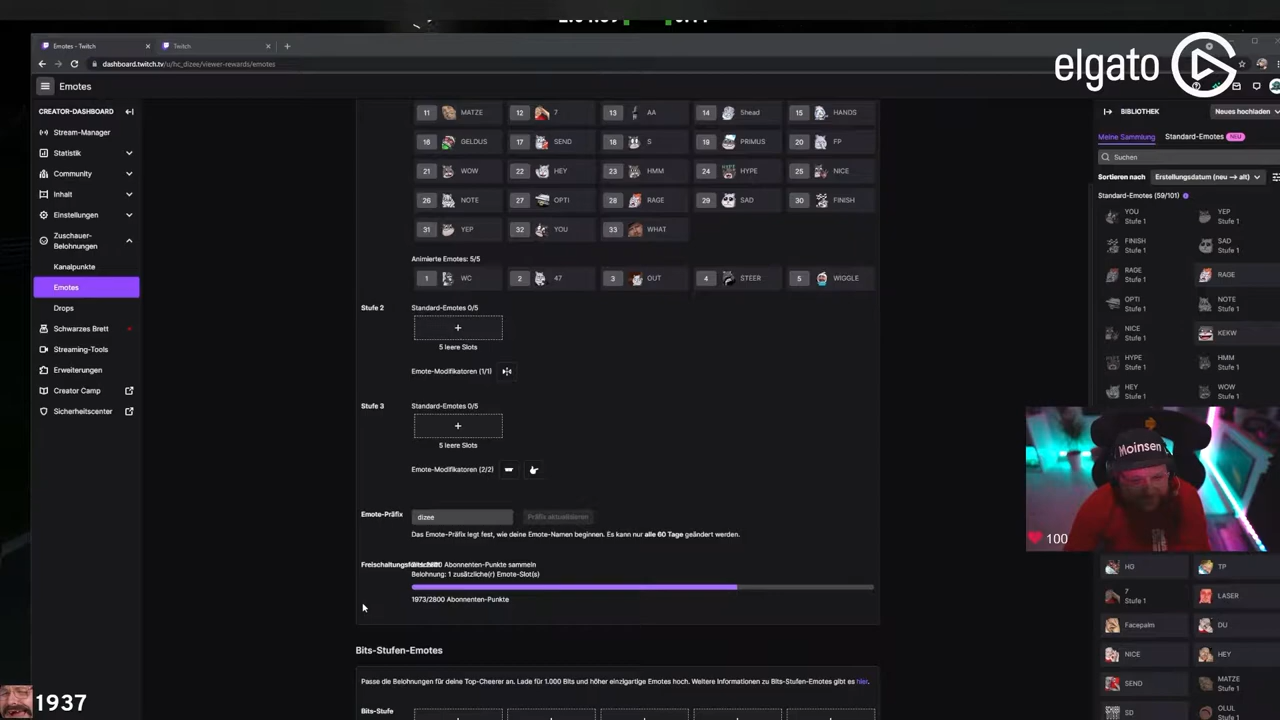 elgato
Emotes - Twitch
Twitch
dashboard.twitch.tv/u/hc_dizee/viewer-rewards/emotes
Emotes
CREATOR-DASHBOARD
Stream-Manager
Statistik
Community
Inhalt
Einstellungen
Zuschauer-
Belohnungen
Kanalpunkte
Emotes
Drops
Schwarzes Brett
Streaming-Tools
Erweiterungen
Creator Camp
Sicherheitscenter
11 MATZE 12 7 13 AA 14 5head 15 HANDS
16 GELDUS 17 SEND 18 S 19 PRIMUS 20 FP
21 WOW 22 HEY 23 HMM 24 HYPE 25 NICE
26 NOTE 27 OPTI 28 RAGE 29 SAD 30 FINISH
31 YEP 32 YOU 33 WHAT
Animierte Emotes: 5/5
1 WC 2 47 3 OUT 4 STEER 5 WIGGLE
Stufe 2 Standard-Emotes 0/5
+
5 leere Slots
Emote-Modifikatoren (1/1)
Stufe 3 Standard-Emotes 0/5
+
5 leere Slots
Emote-Modifikatoren (2/2)
Emote-Präfix dizee Präfix aktualisieren
Das Emote-Präfix legt fest, wie deine Emote-Namen beginnen. Es kann nur alle 60 Tage geändert werden.
Abonnenten-Punkte sammeln
Belohnung: 1 zusätzliche(r) Emote-Slot(s)
1973/2800 Abonnenten-Punkte
Bits-Stufen-Emotes
Passe die Belohnungen für deine Top-Cheerer an. Lade für 1.000 Bits und höher einzigartige Emotes hoch. Weitere Informationen zu Bits-Stufen-Emotes gibt es hier.
Bits-Stufe
BIBLIOTHEK Neues hochladen
Meine Sammlung Standard-Emotes NEU
Suchen
Sortieren nach Erstellungsdatum (neu → alt)
Standard-Emotes (59/101)
YOU
Stufe 1
YEP
Stufe 1
FINISH
Stufe 1
SAD
Stufe 1
RAGE
Stufe 1
RAGE
OPTI
Stufe 1
NOTE
Stufe 1
NICE
Stufe 1
KEKW
HYPE
Stufe 1
HMM
Stufe 1
HEY
Stufe 1
WOW
Stufe 1
Moinsen
100
HG TP
7
Stufe 1
LASER
Facepalm DU
NICE HEY
SEND
MATZE
Stufe 1
SD
OLUL
Stufe 1
1937